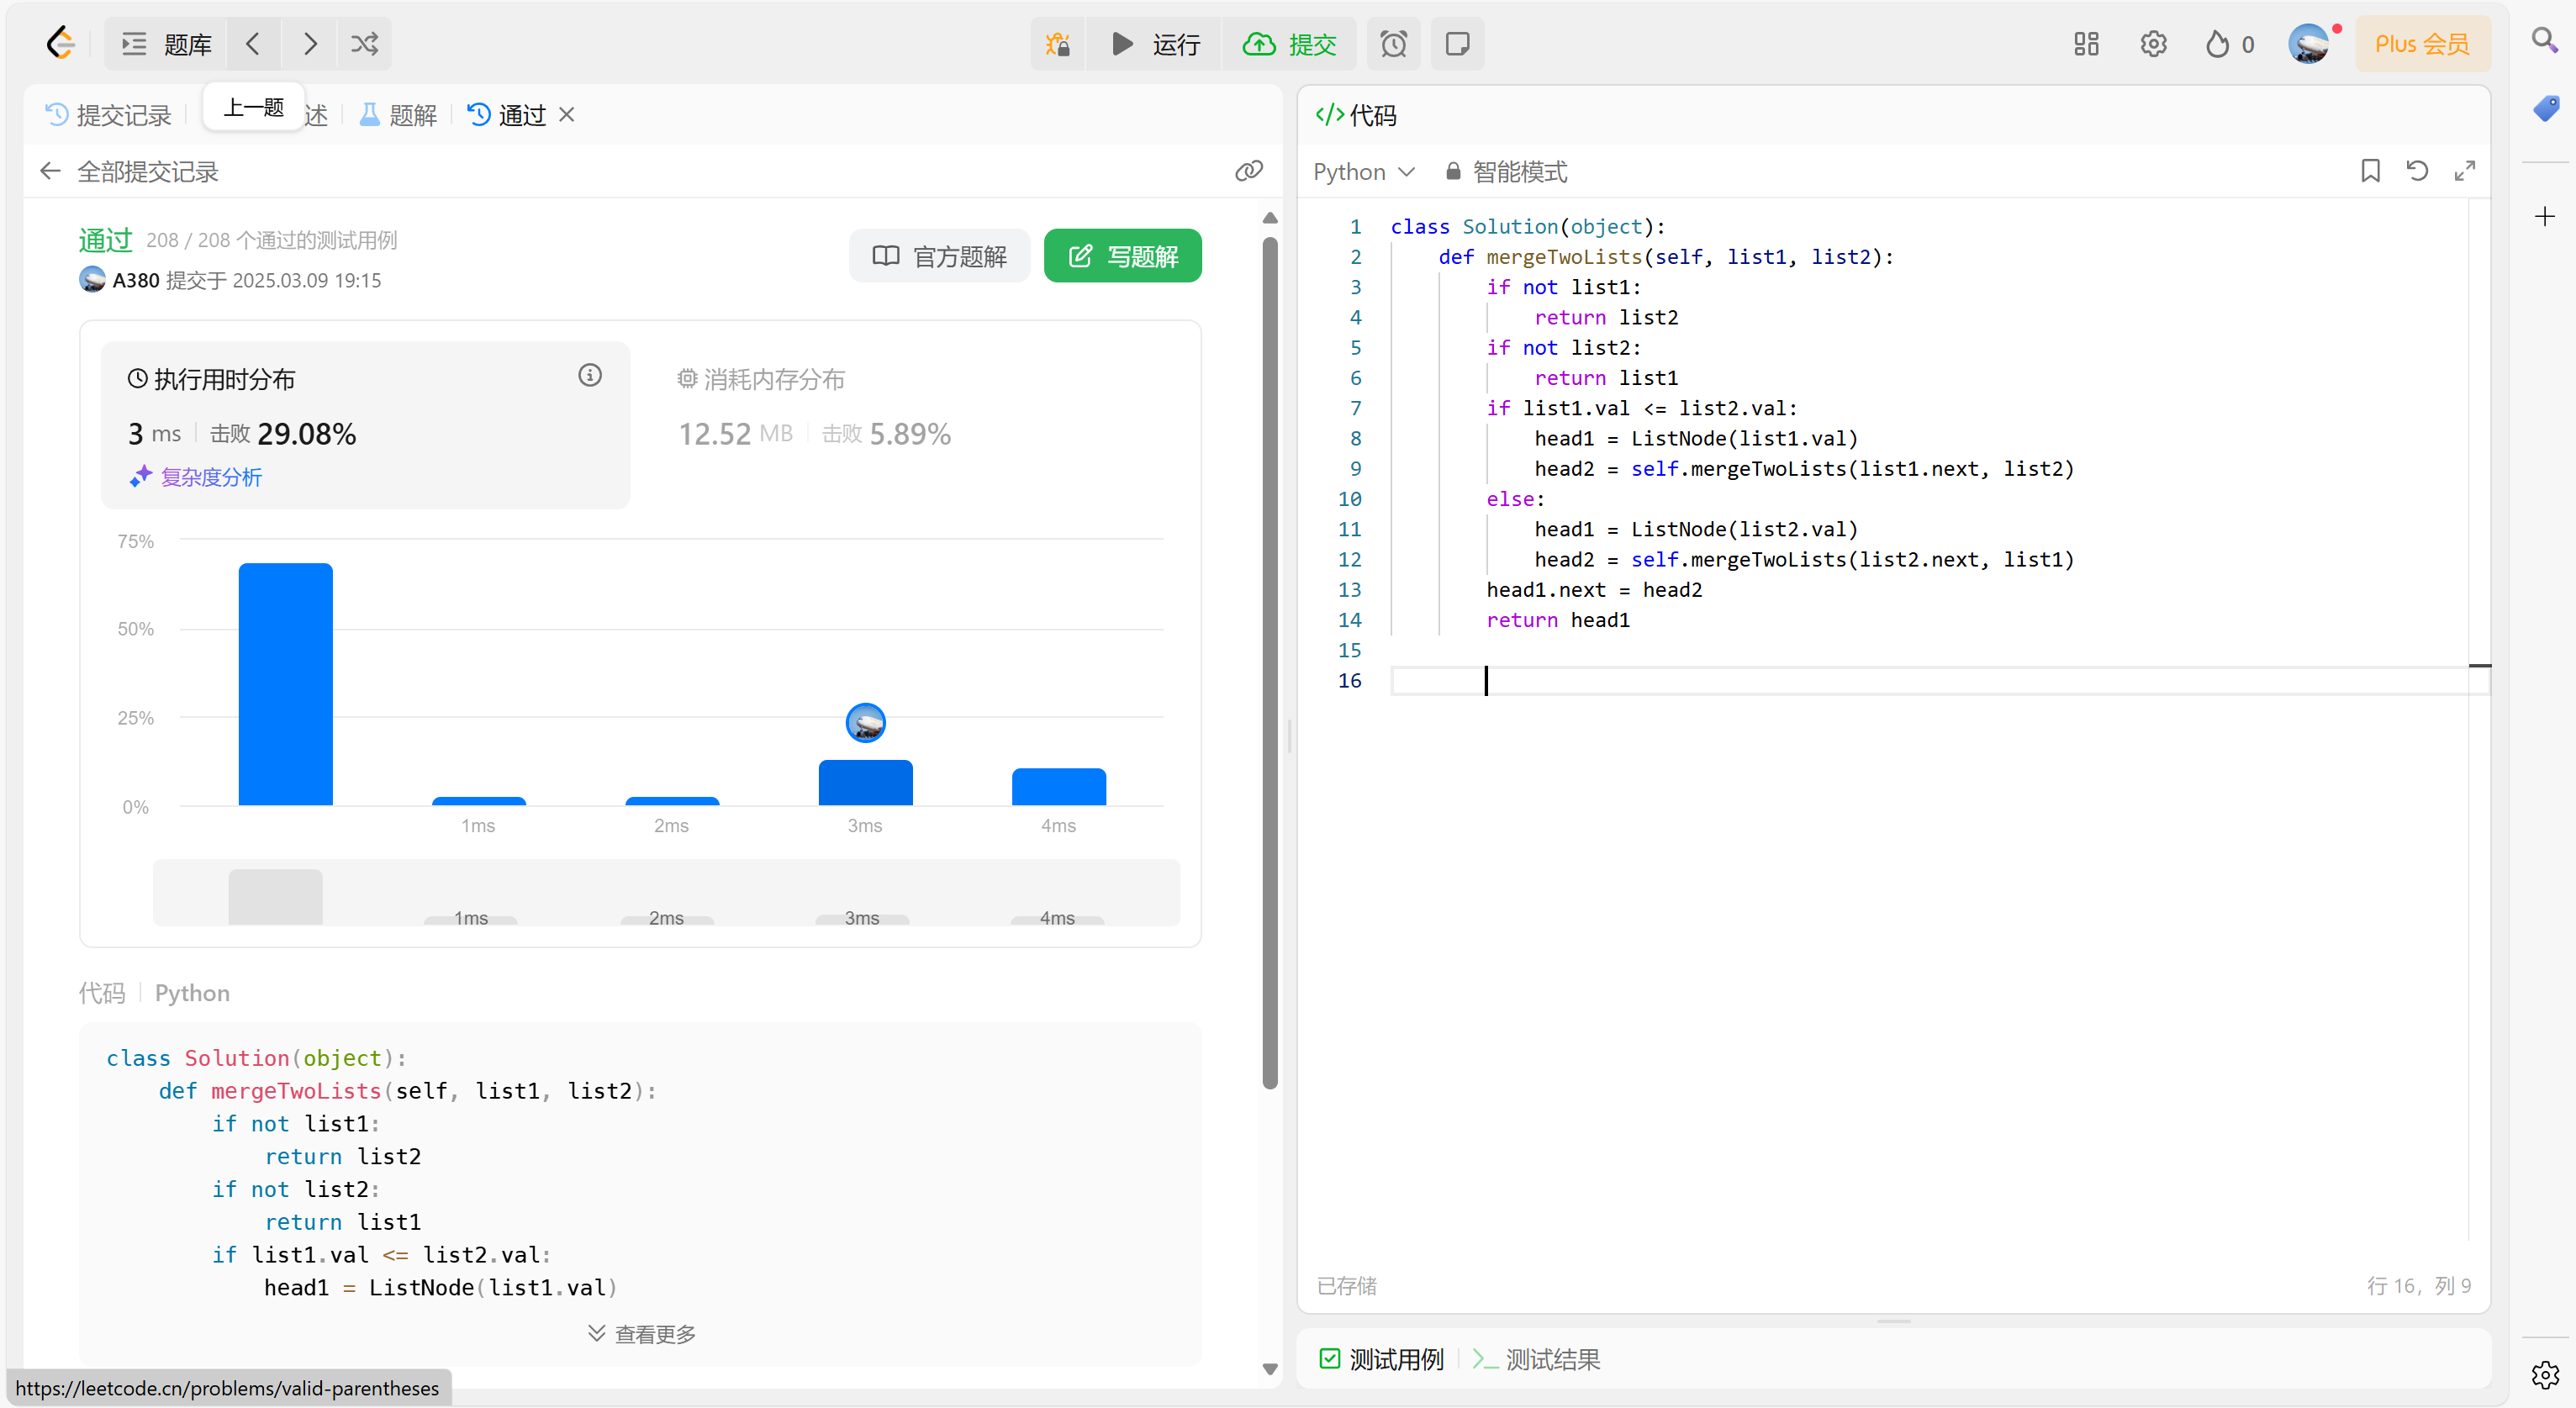 题库
运行
提交
0
Plus 会员
提交记录
上一题
述
题解
通过
全部提交记录
通过 208 / 208 个通过的测试用例
A380 提交于 2025.03.09 19:15
官方题解
写题解
执行用时分布
3 ms 击败 29.08%
复杂度分析
消耗内存分布
12.52 MB 击败 5.89%
75%
50%
25%
0%
1ms 2ms 3ms 4ms
1ms 2ms 3ms 4ms
代码 Python
class Solution(object):
    def mergeTwoLists(self, list1, list2):
        if not list1:
            return list2
        if not list2:
            return list1
        if list1.val <= list2.val:
            head1 = ListNode(list1.val)
查看更多
https://leetcode.cn/problems/valid-parentheses
</> 代码
Python 智能模式
1 class Solution(object):
2     def mergeTwoLists(self, list1, list2):
3         if not list1:
4             return list2
5         if not list2:
6             return list1
7         if list1.val <= list2.val:
8             head1 = ListNode(list1.val)
9             head2 = self.mergeTwoLists(list1.next, list2)
10         else:
11             head1 = ListNode(list2.val)
12             head2 = self.mergeTwoLists(list2.next, list1)
13         head1.next = head2
14         return head1
15
16
已存储
行 16, 列 9
测试用例
测试结果